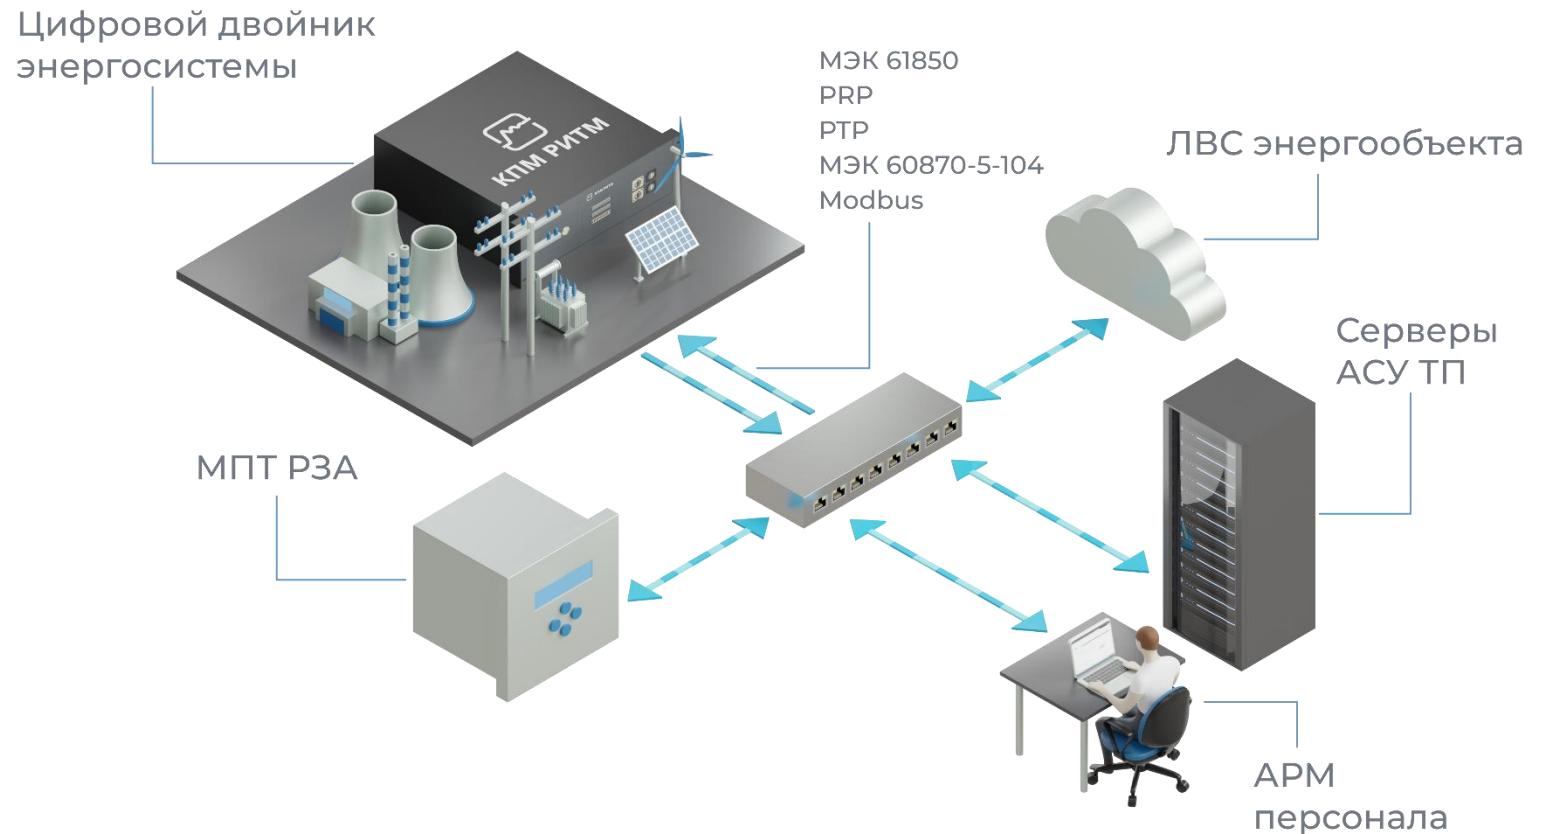 Цифровой двойник
энергосистемы
МЭК 61850
PRP
PTP
МЭК 60870-5-104
Modbus
ЛВС энергообъекта
КПМ РИТМ
Серверы
АСУ ТП
МПТ РЗА
АРМ
персонала